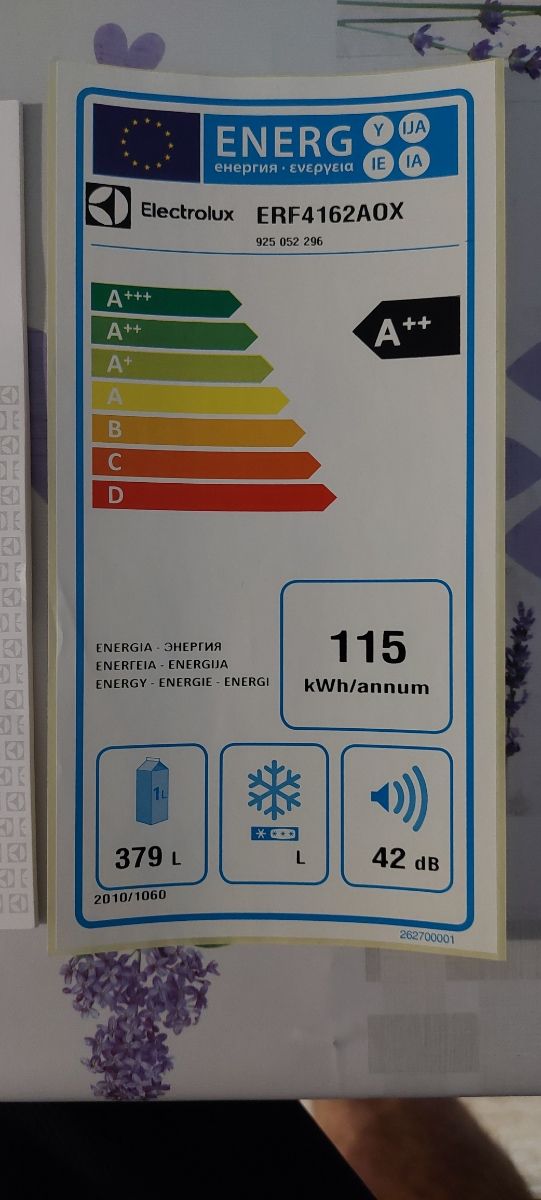 ENERG Y IJA
енергия · ενεργεια IE IA
Electrolux ERF4162AOX
925 052 296
A+++
A++
A++
A+
A
B
C
D
ENERGIA - ЭНЕРГИЯ
ΕΝΕΡΓΕΙΑ - ENERGIJA
ENERGY - ENERGIE - ENERGI
115
kWh/annum
1L
379 L
L
42 dB
2010/1060
262700001